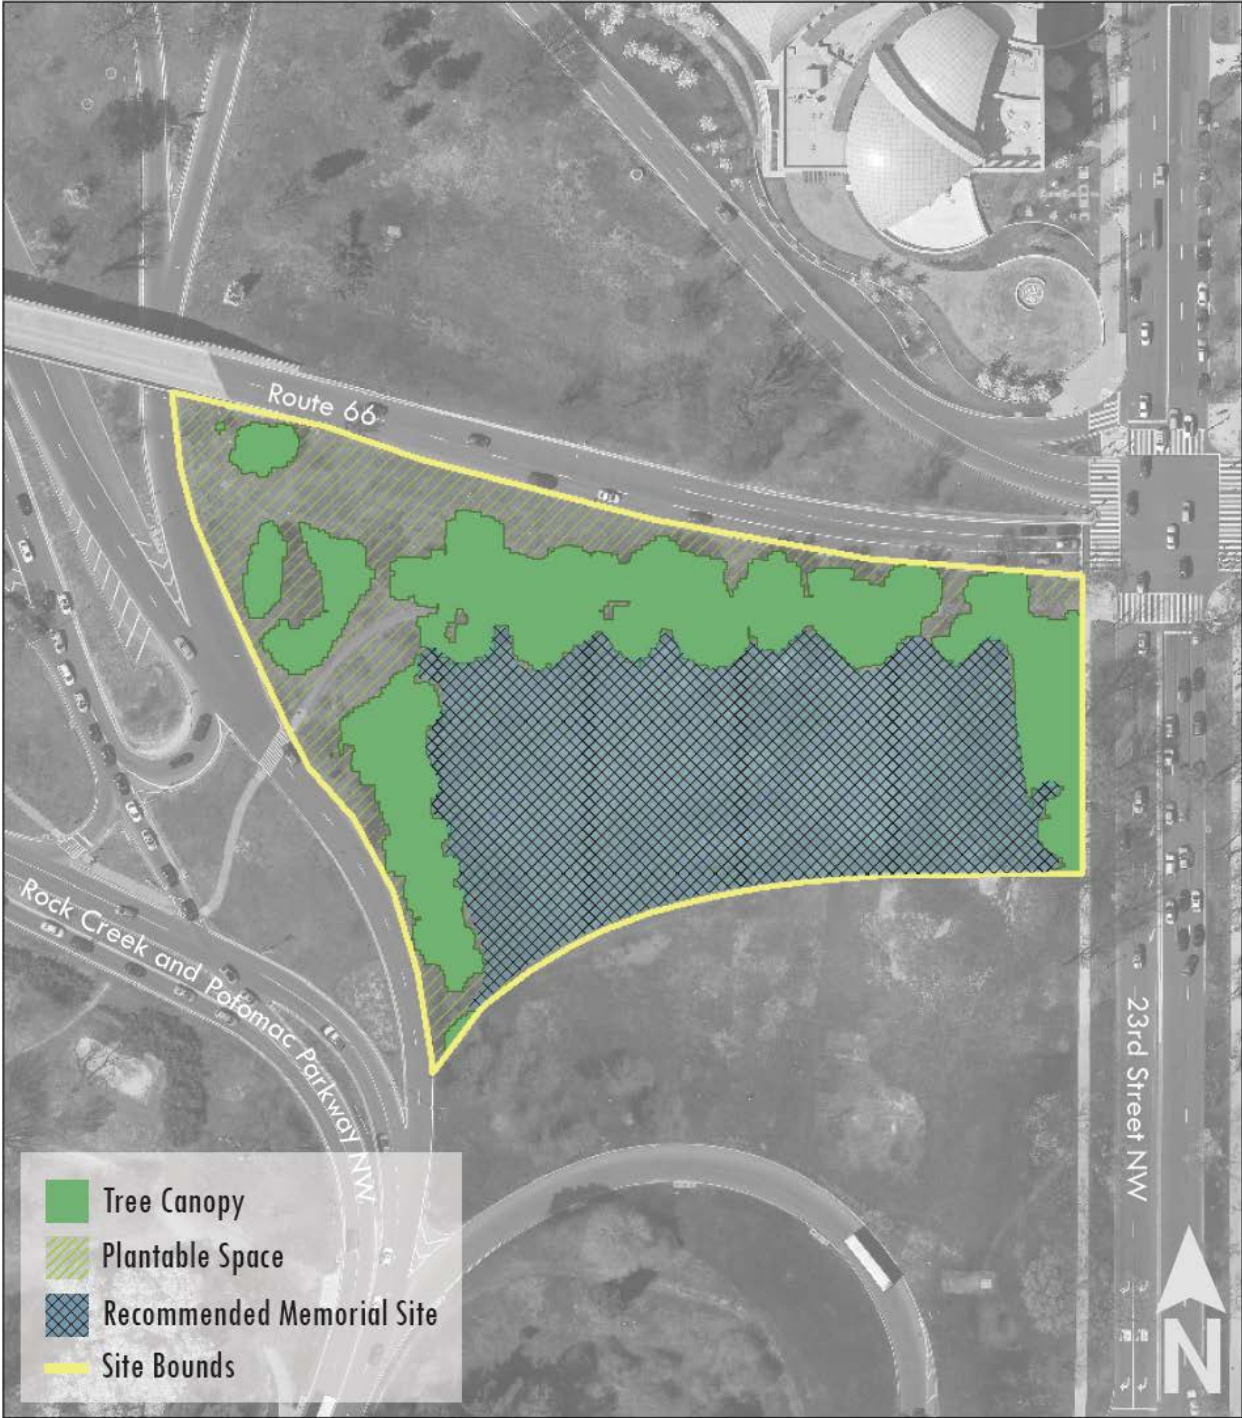 Route 66
Rock Creek and Potomac Parkway NW
23rd Street NW
Tree Canopy
Plantable Space
Recommended Memorial Site
Site Bounds
N